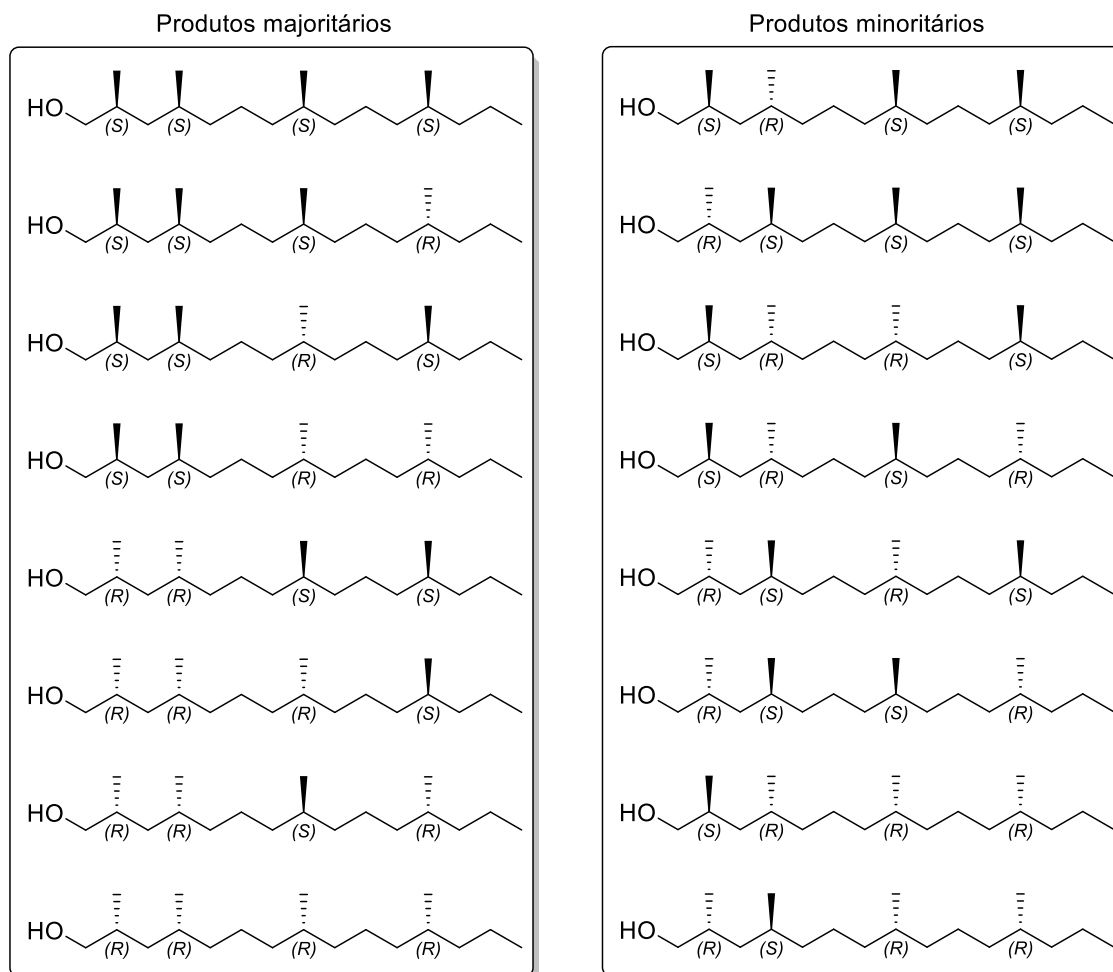 Produtos majoritários
HO (S) (S) (S) (S)
HO (S) (S) (S) (R)
HO (S) (S) (R) (S)
HO (S) (S) (R) (R)
HO (R) (R) (S) (S)
HO (R) (R) (R) (S)
HO (R) (R) (S) (R)
HO (R) (R) (R) (R)
Produtos minoritários
HO (S) (R) (S) (S)
HO (R) (S) (S) (S)
HO (S) (R) (R) (S)
HO (S) (R) (S) (R)
HO (R) (S) (R) (S)
HO (R) (S) (S) (R)
HO (S) (R) (R) (R)
HO (R) (S) (R) (R)